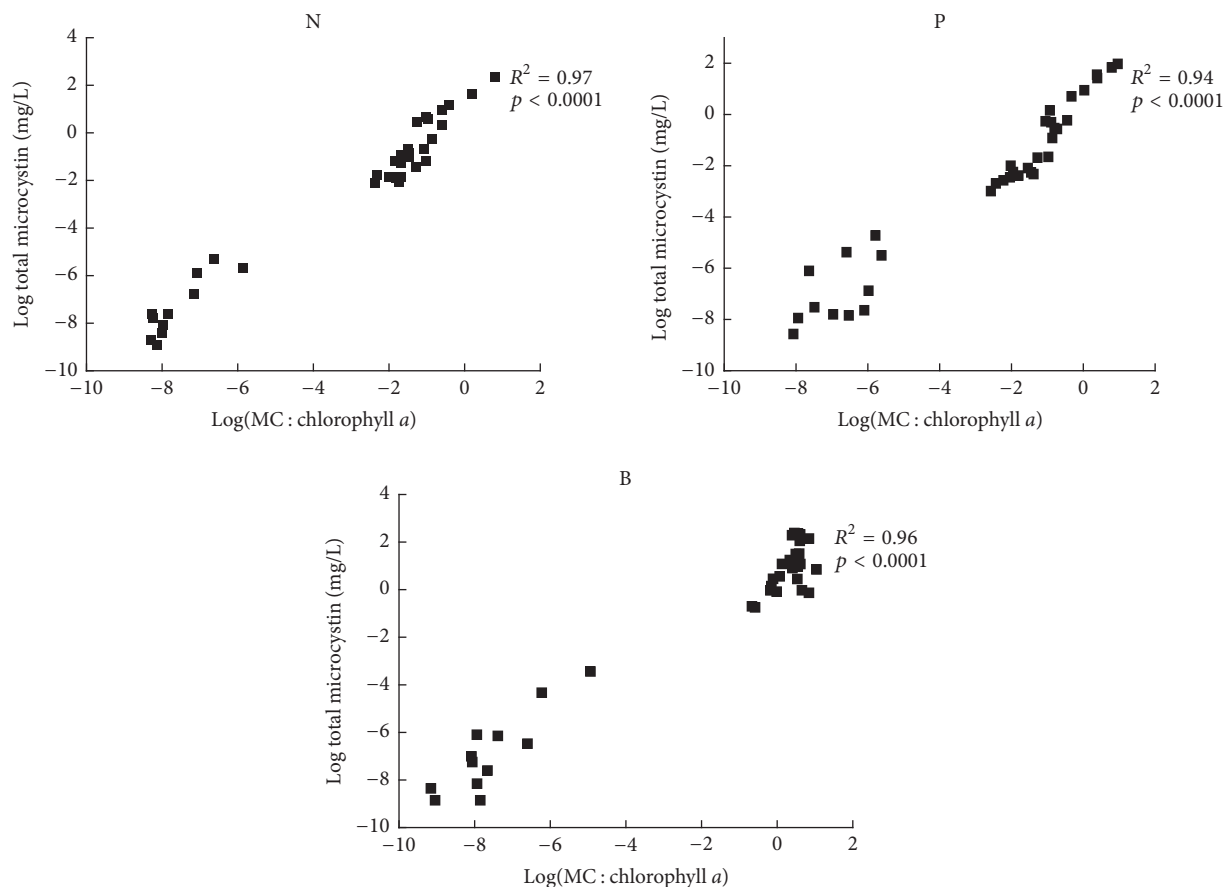 N
Log total microcystin (mg/L)
4
2
0
−2
−4
−6
−8
−10
R² = 0.97
p < 0.0001
−10 −8 −6 −4 −2 0 2
Log(MC : chlorophyll a)
P
Log total microcystin (mg/L)
2
0
−2
−4
−6
−8
−10
R² = 0.94
p < 0.0001
−10 −8 −6 −4 −2 0 2
Log(MC : chlorophyll a)
B
Log total microcystin (mg/L)
4
2
0
−2
−4
−6
−8
−10
R² = 0.96
p < 0.0001
−10 −8 −6 −4 −2 0 2
Log(MC : chlorophyll a)